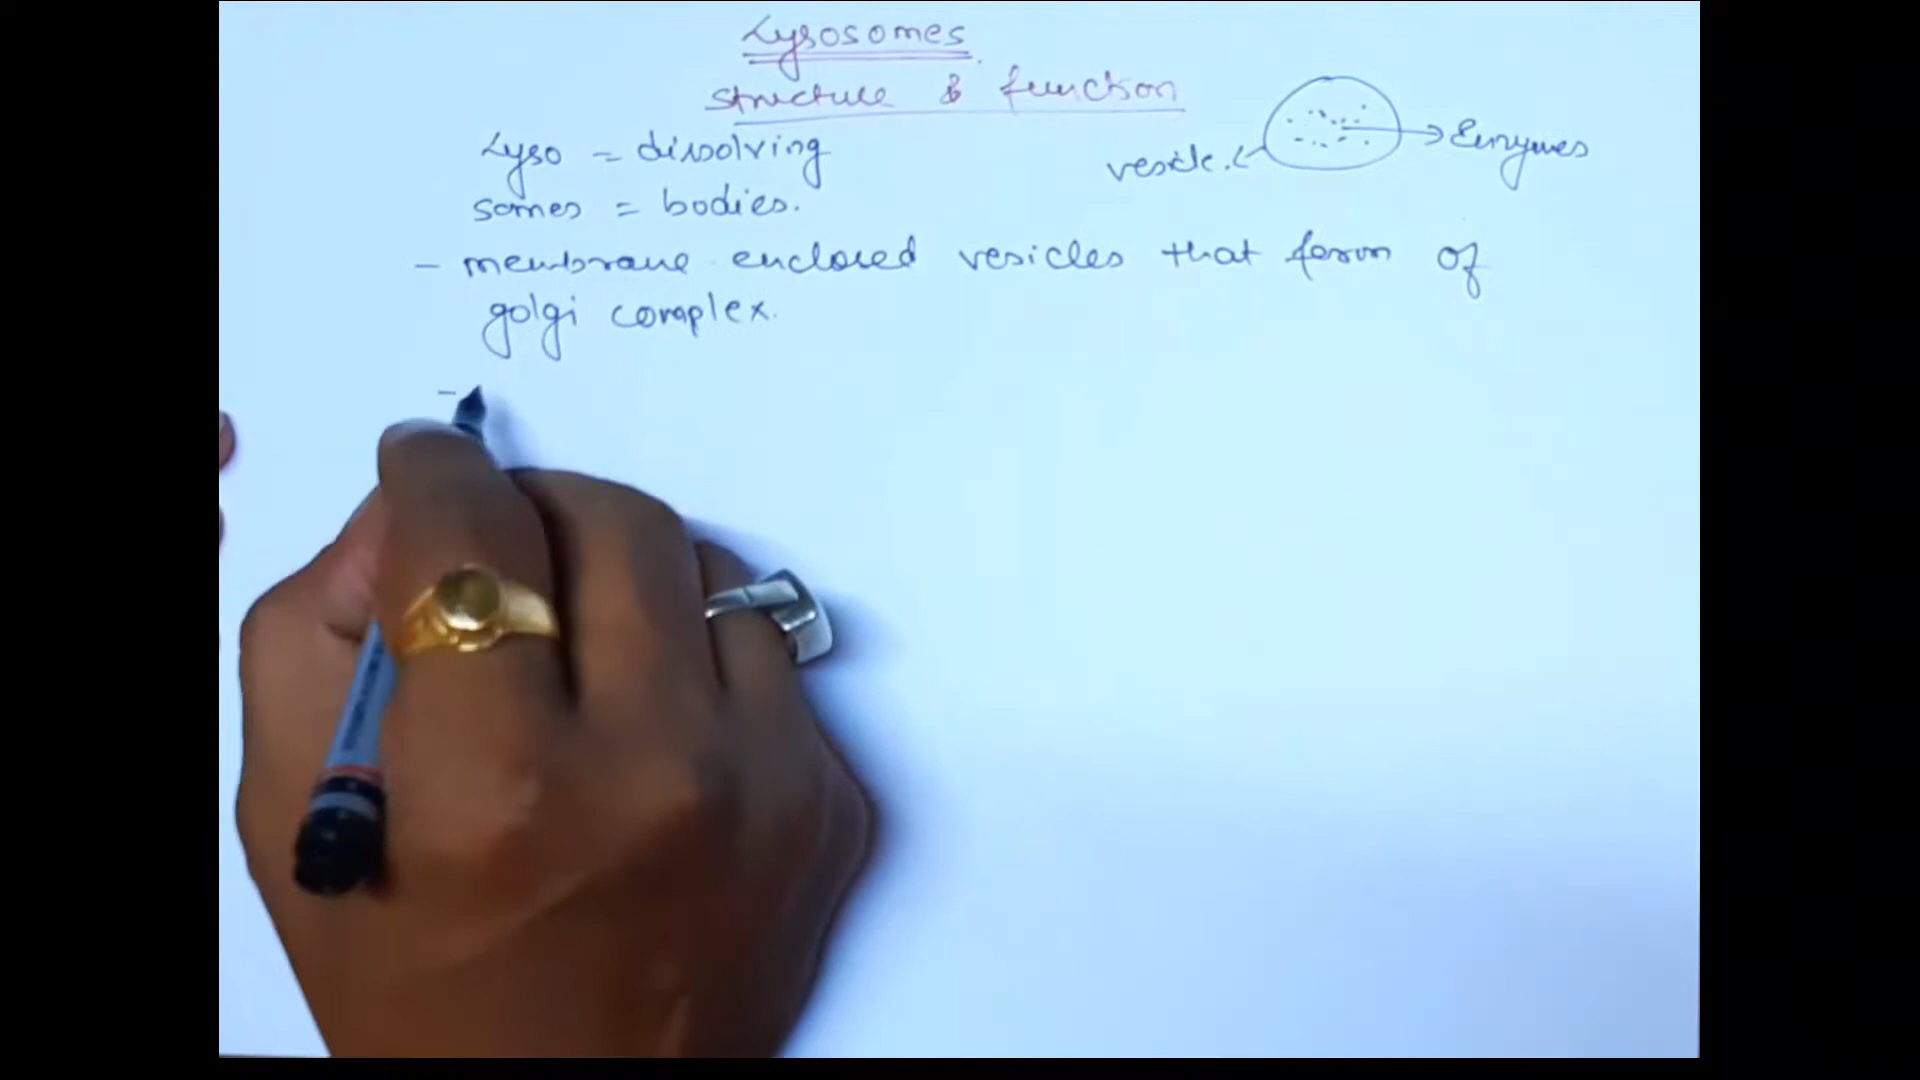 Lysosomes
structure & function
Lyso = dissolving
somes = bodies.
vesicle.
Enzymes
- membrane enclosed vesicles that form of
golgi complex.
-